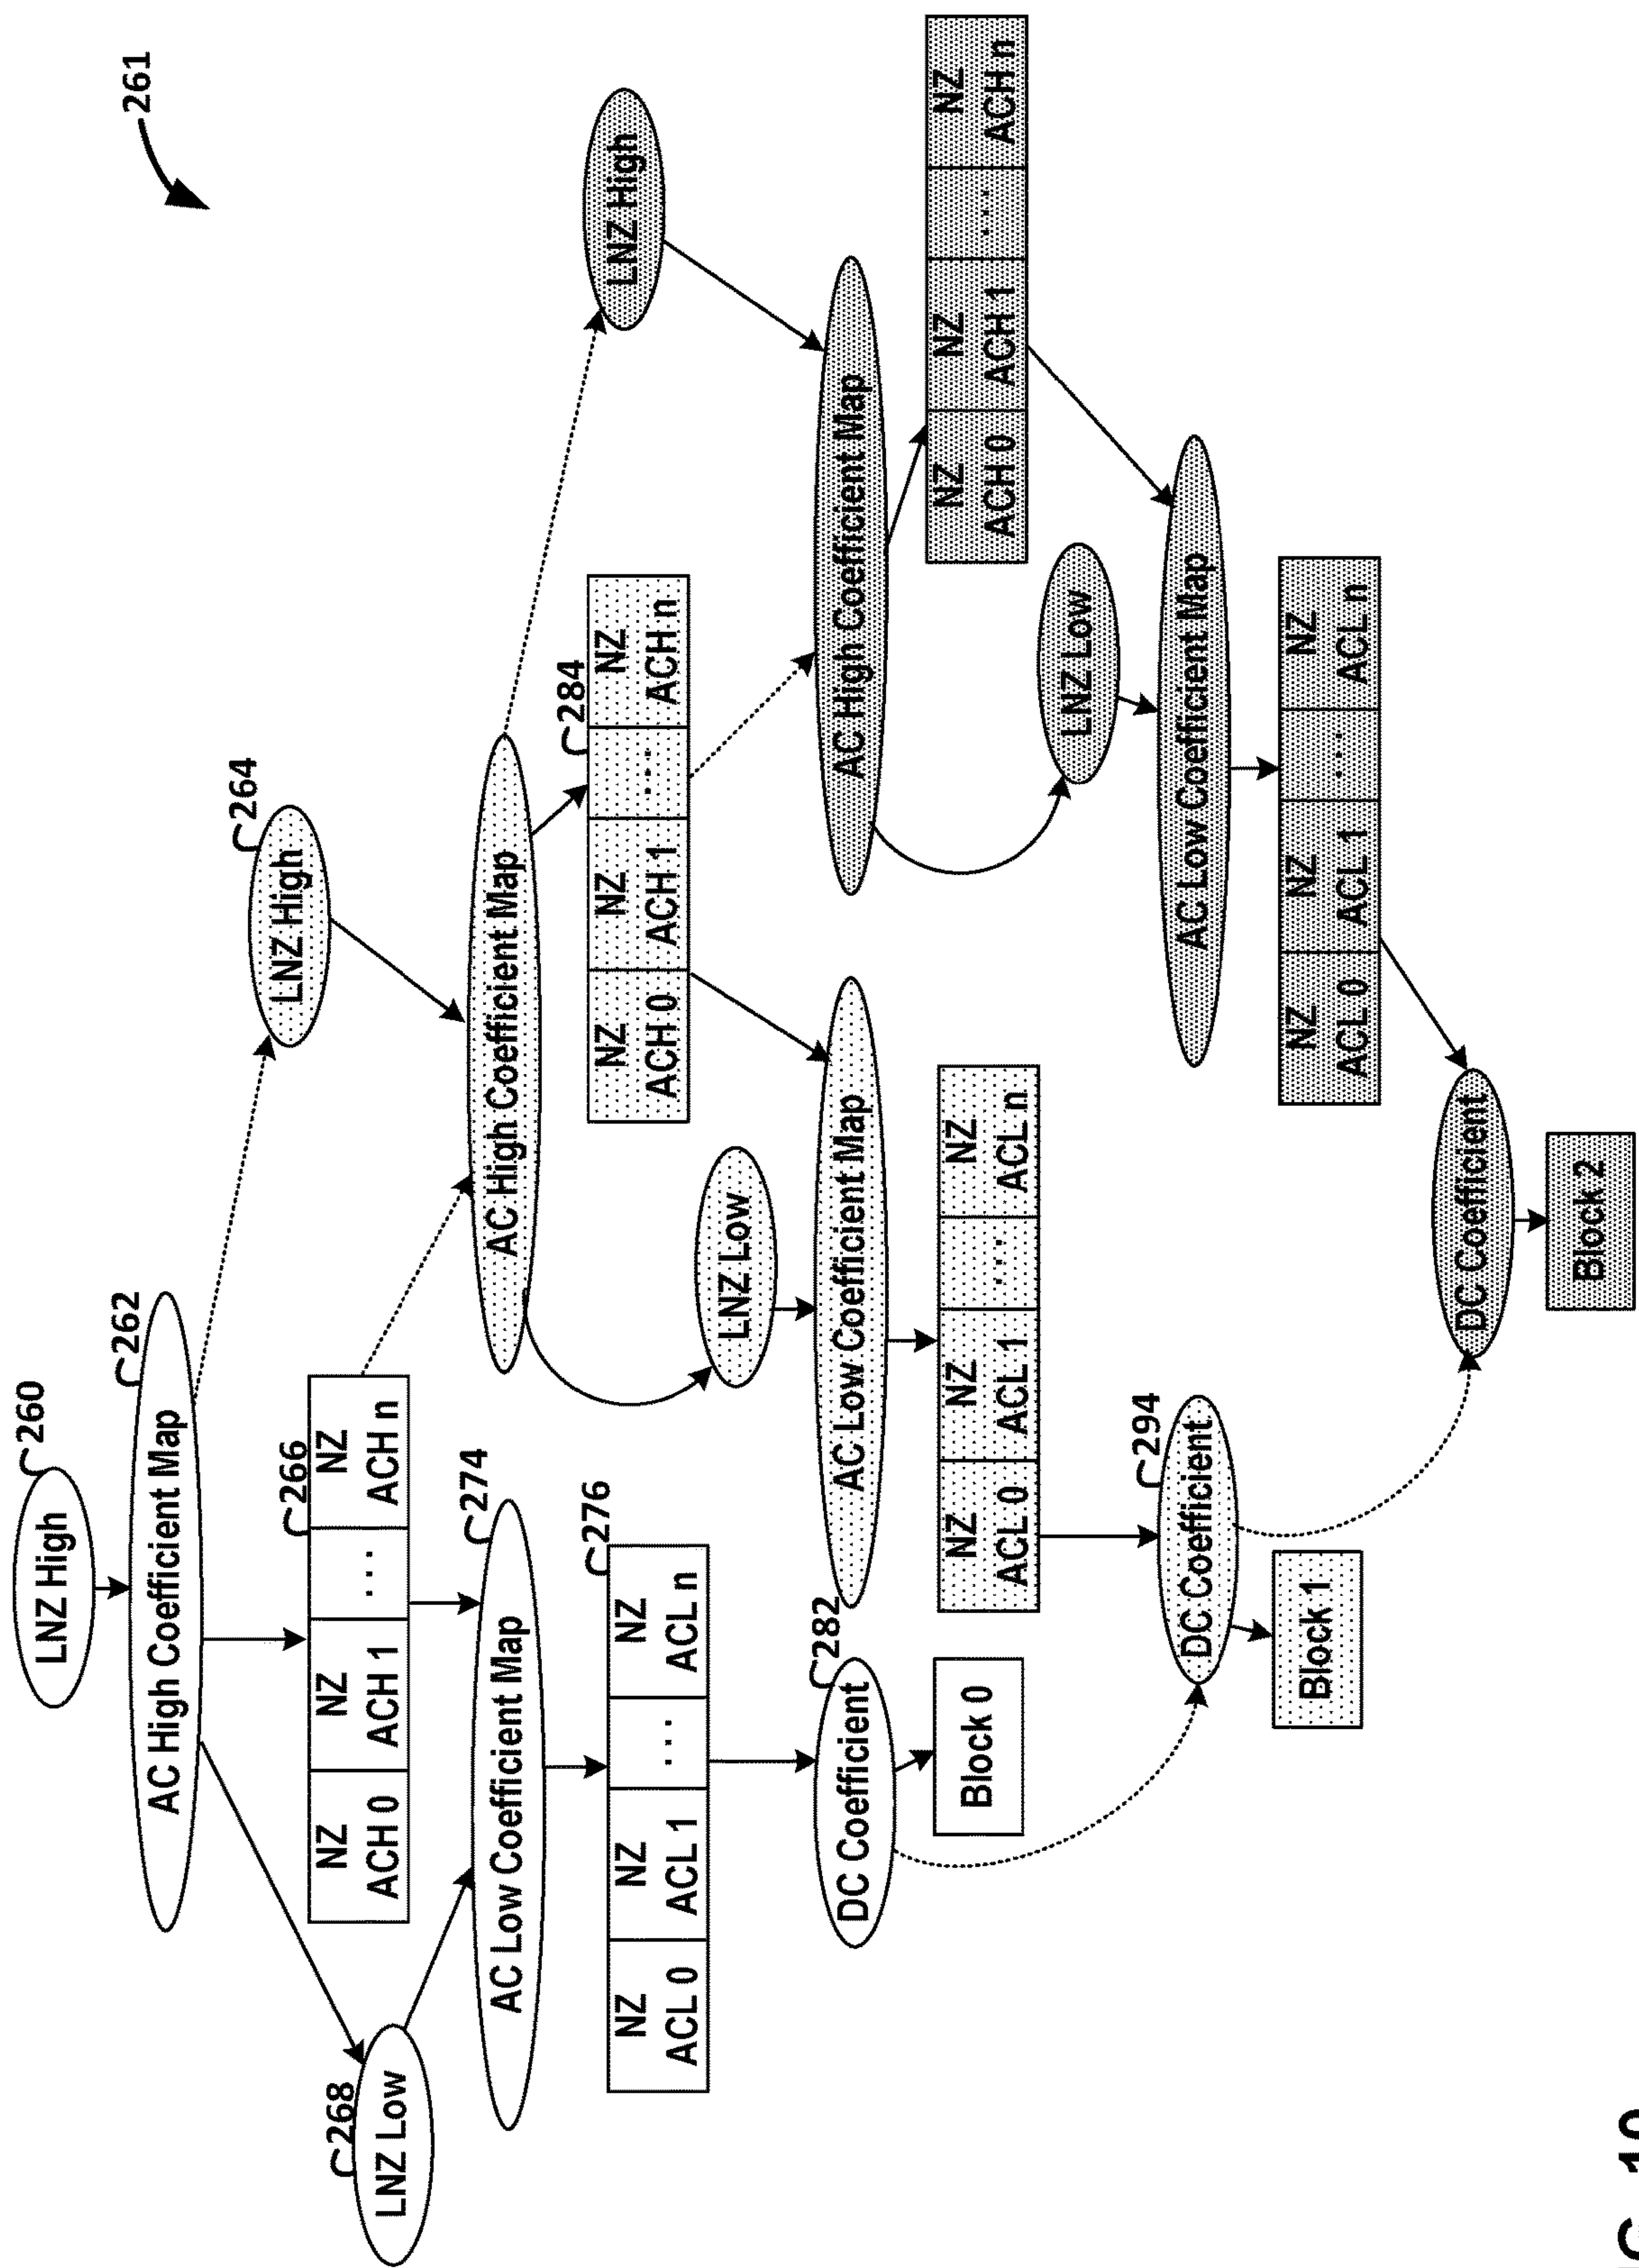 261
LNZ High
260
AC High Coefficient Map
262
LNZ High
264
NZ ACH 0
NZ ACH 1
...
NZ ACH n
266
LNZ Low
268
AC Low Coefficient Map
274
NZ ACL 0
NZ ACL 1
...
NZ ACL n
276
DC Coefficient
282
Block 0
AC High Coefficient Map
NZ ACH 0
NZ ACH 1
...
NZ ACH n
284
LNZ Low
AC Low Coefficient Map
NZ ACL 0
NZ ACL 1
...
NZ ACL n
DC Coefficient
294
Block 1
LNZ High
AC High Coefficient Map
NZ ACH 0
NZ ACH 1
...
NZ ACH n
LNZ Low
AC Low Coefficient Map
NZ ACL 0
NZ ACL 1
...
NZ ACL n
DC Coefficient
Block 2